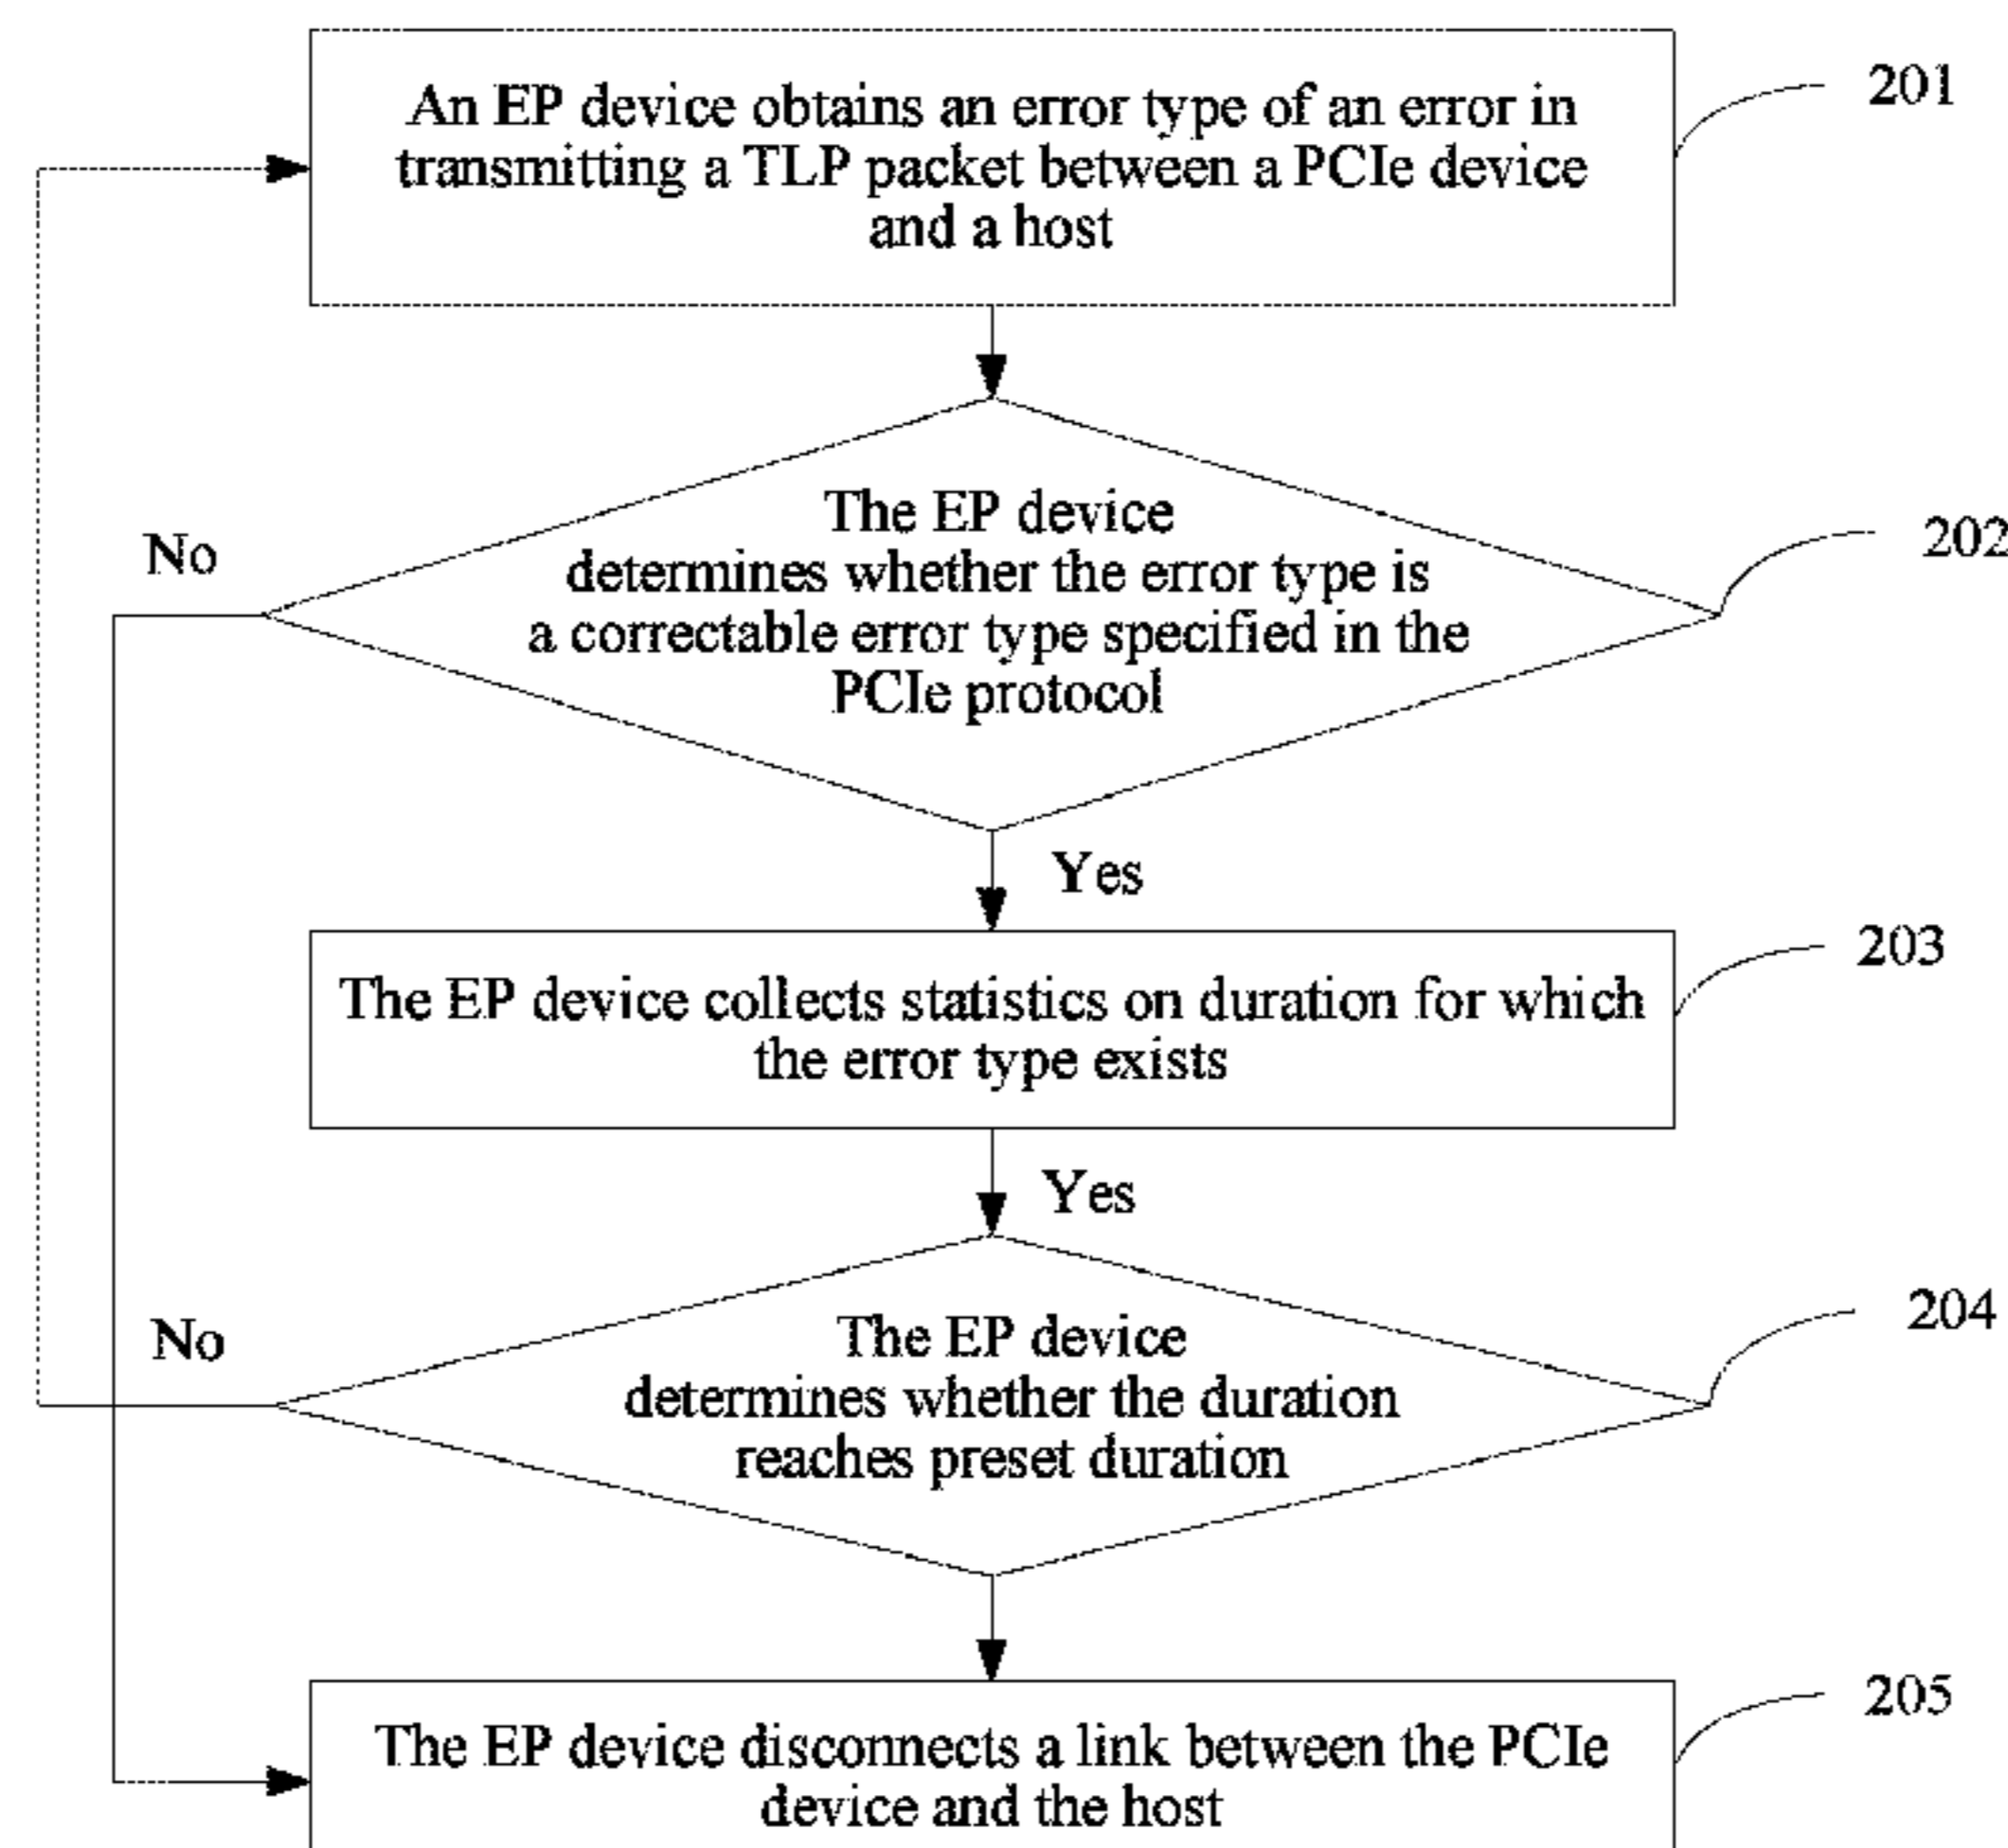 An EP device obtains an error type of an error in
transmitting a TLP packet between a PCIe device
and a host
201
The EP device
determines whether the error type is
a correctable error type specified in the
PCIe protocol
202
No
Yes
The EP device collects statistics on duration for which
the error type exists
203
Yes
The EP device
determines whether the duration
reaches preset duration
204
No
The EP device disconnects a link between the PCIe
device and the host
205